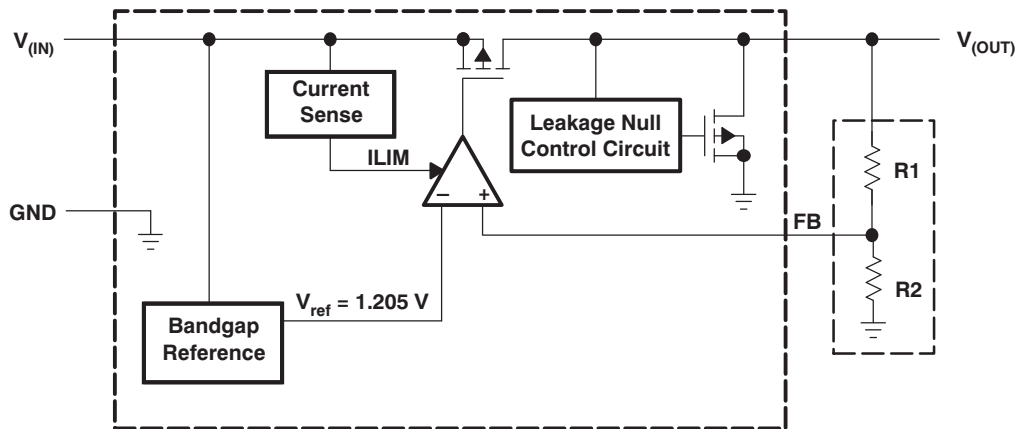 V(IN)
V(OUT)
Current
Sense
Leakage Null
Control Circuit
ILIM
R1
− +
GND
FB
R2
Vref = 1.205 V
Bandgap
Reference